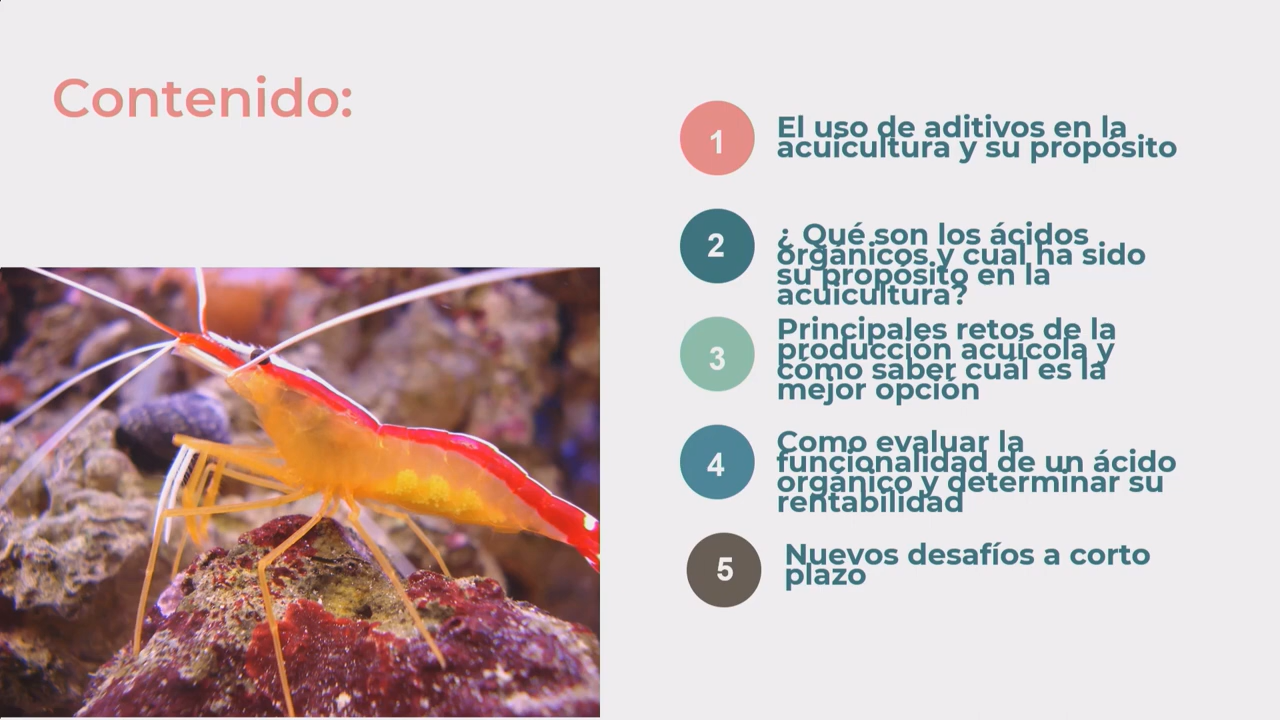 Contenido:
1
El uso de aditivos en la
acuicultura y su propósito
2
¿ Qué son los ácidos
orgánicos y cual ha sido
su propósito en la
acuicultura?
3
Principales retos de la
producción acuícola y
cómo saber cuál es la
mejor opción
4
Como evaluar la
funcionalidad de un ácido
orgánico y determinar su
rentabilidad
5
Nuevos desafíos a corto
plazo